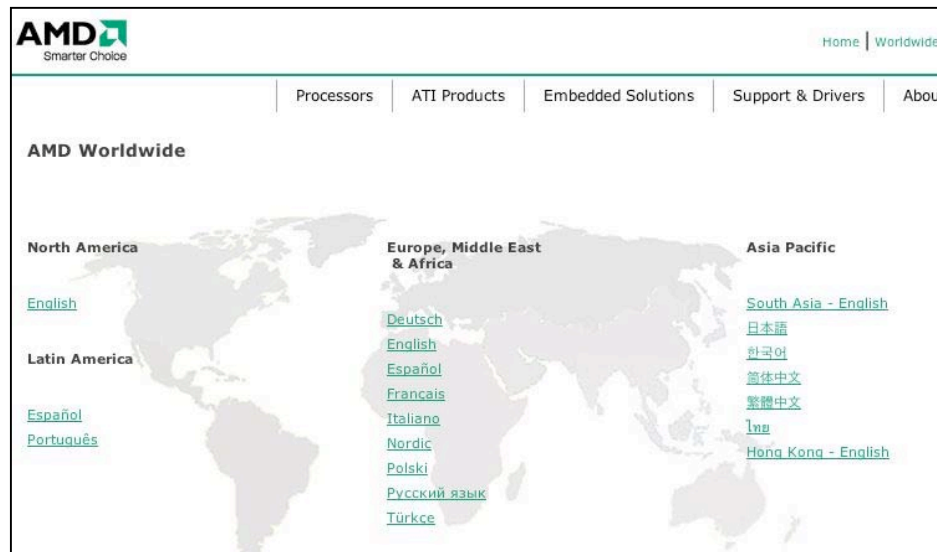 AMD
Smarter Choice
Home | Worldwide
Processors
ATI Products
Embedded Solutions
Support & Drivers
Abou
AMD Worldwide
North America
English
Latin America
Español
Português
Europe, Middle East
& Africa
Deutsch
English
Español
Français
Italiano
Nordic
Polski
Русский язык
Türkçe
Asia Pacific
South Asia - English
日本語
한국어
简体中文
繁體中文
ไทย
Hong Kong - English